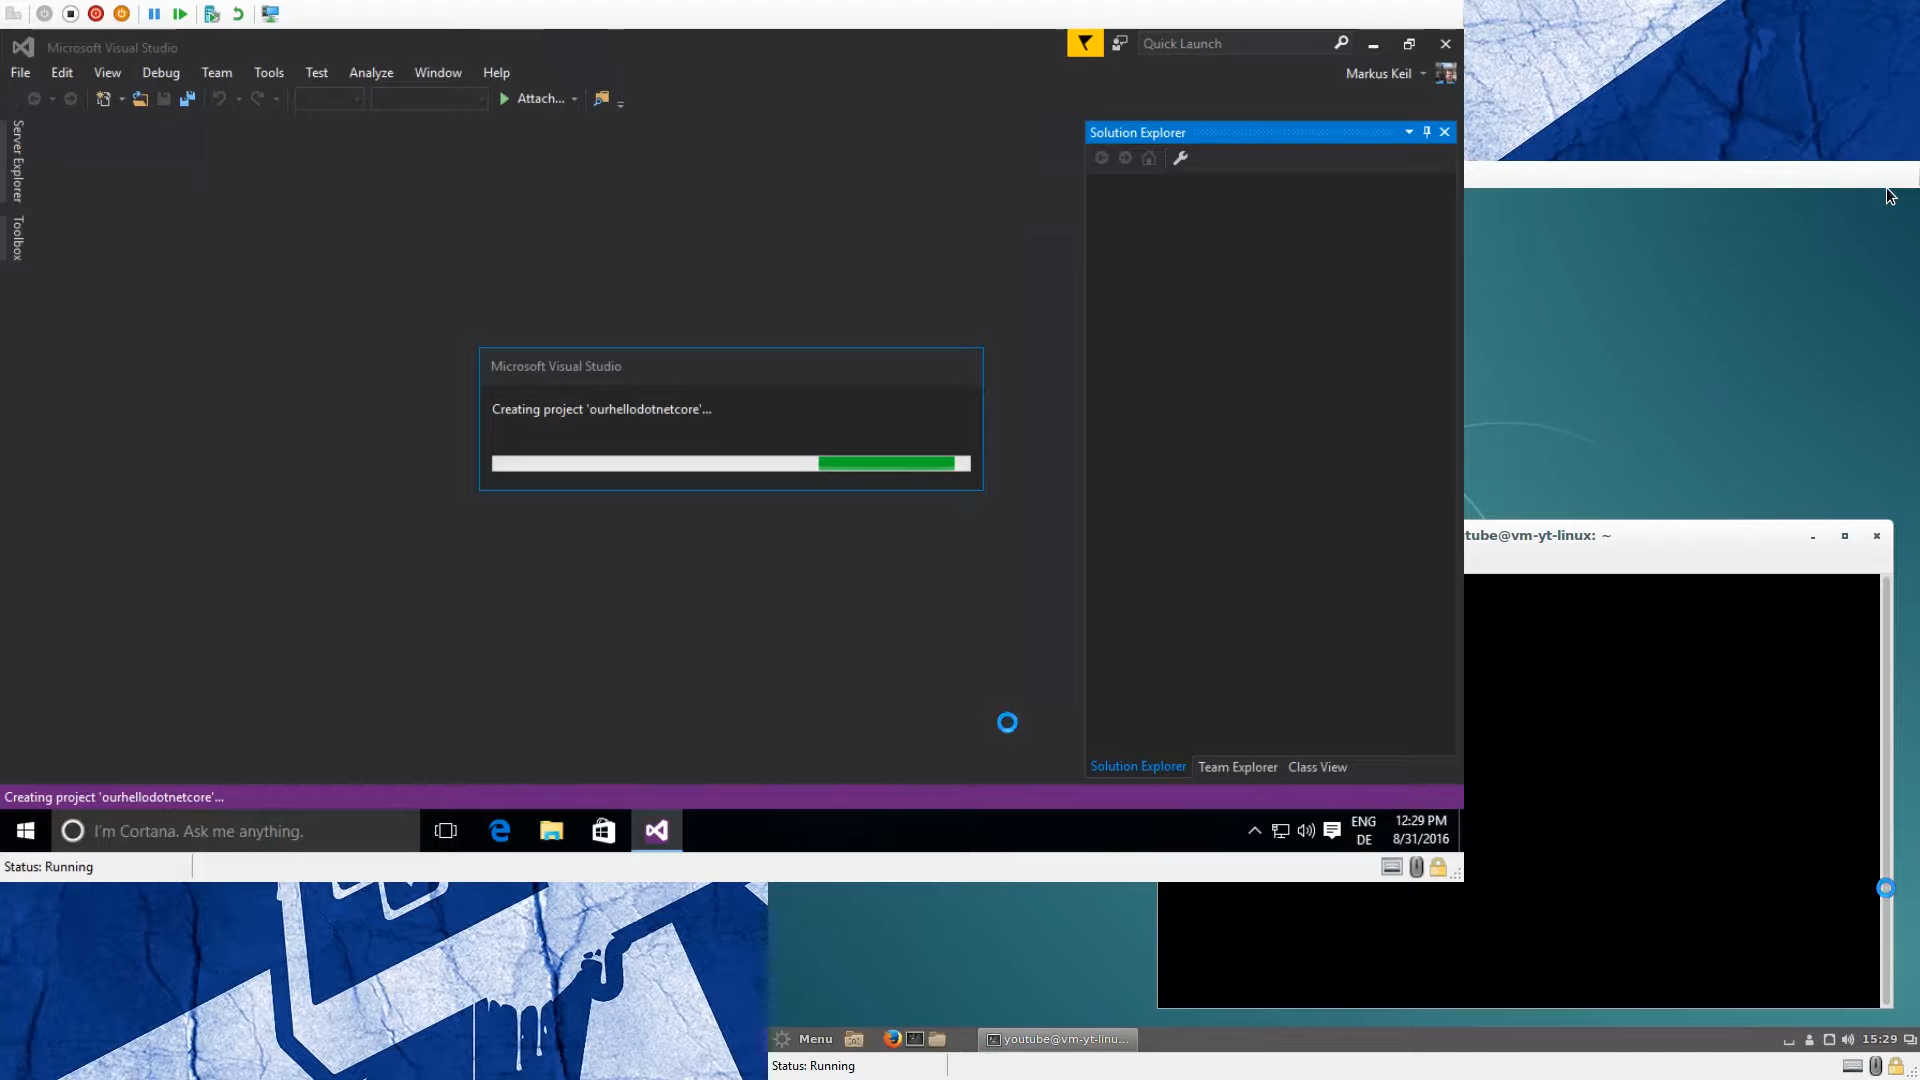 Microsoft Visual Studio
Quick Launch
File Edit View Debug Team Tools Test Analyze Window Help
Markus Keil
Attach...
Server Explorer
Toolbox
Solution Explorer
Microsoft Visual Studio
Creating project 'ourhellodotnetcore'...
Solution Explorer Team Explorer Class View
Creating project 'ourhellodotnetcore'...
I'm Cortana. Ask me anything.
ENG
DE
12:29 PM
8/31/2016
Status: Running
tube@vm-yt-linux: ~
Menu
youtube@vm-yt-linu...
15:29
Status: Running